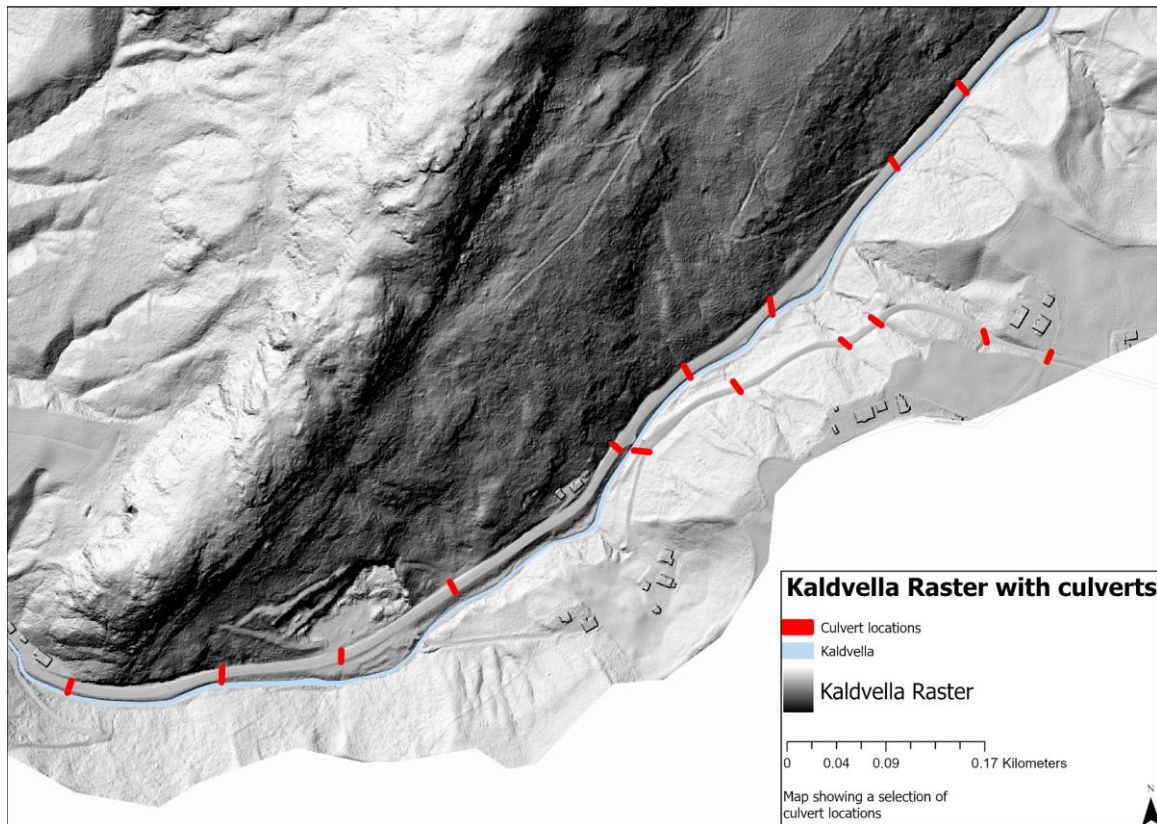 Kaldvella Raster with culverts
Culvert locations
Kaldvella
Kaldvella Raster
0 0.04 0.09 0.17 Kilometers
Map showing a selection of
culvert locations
N